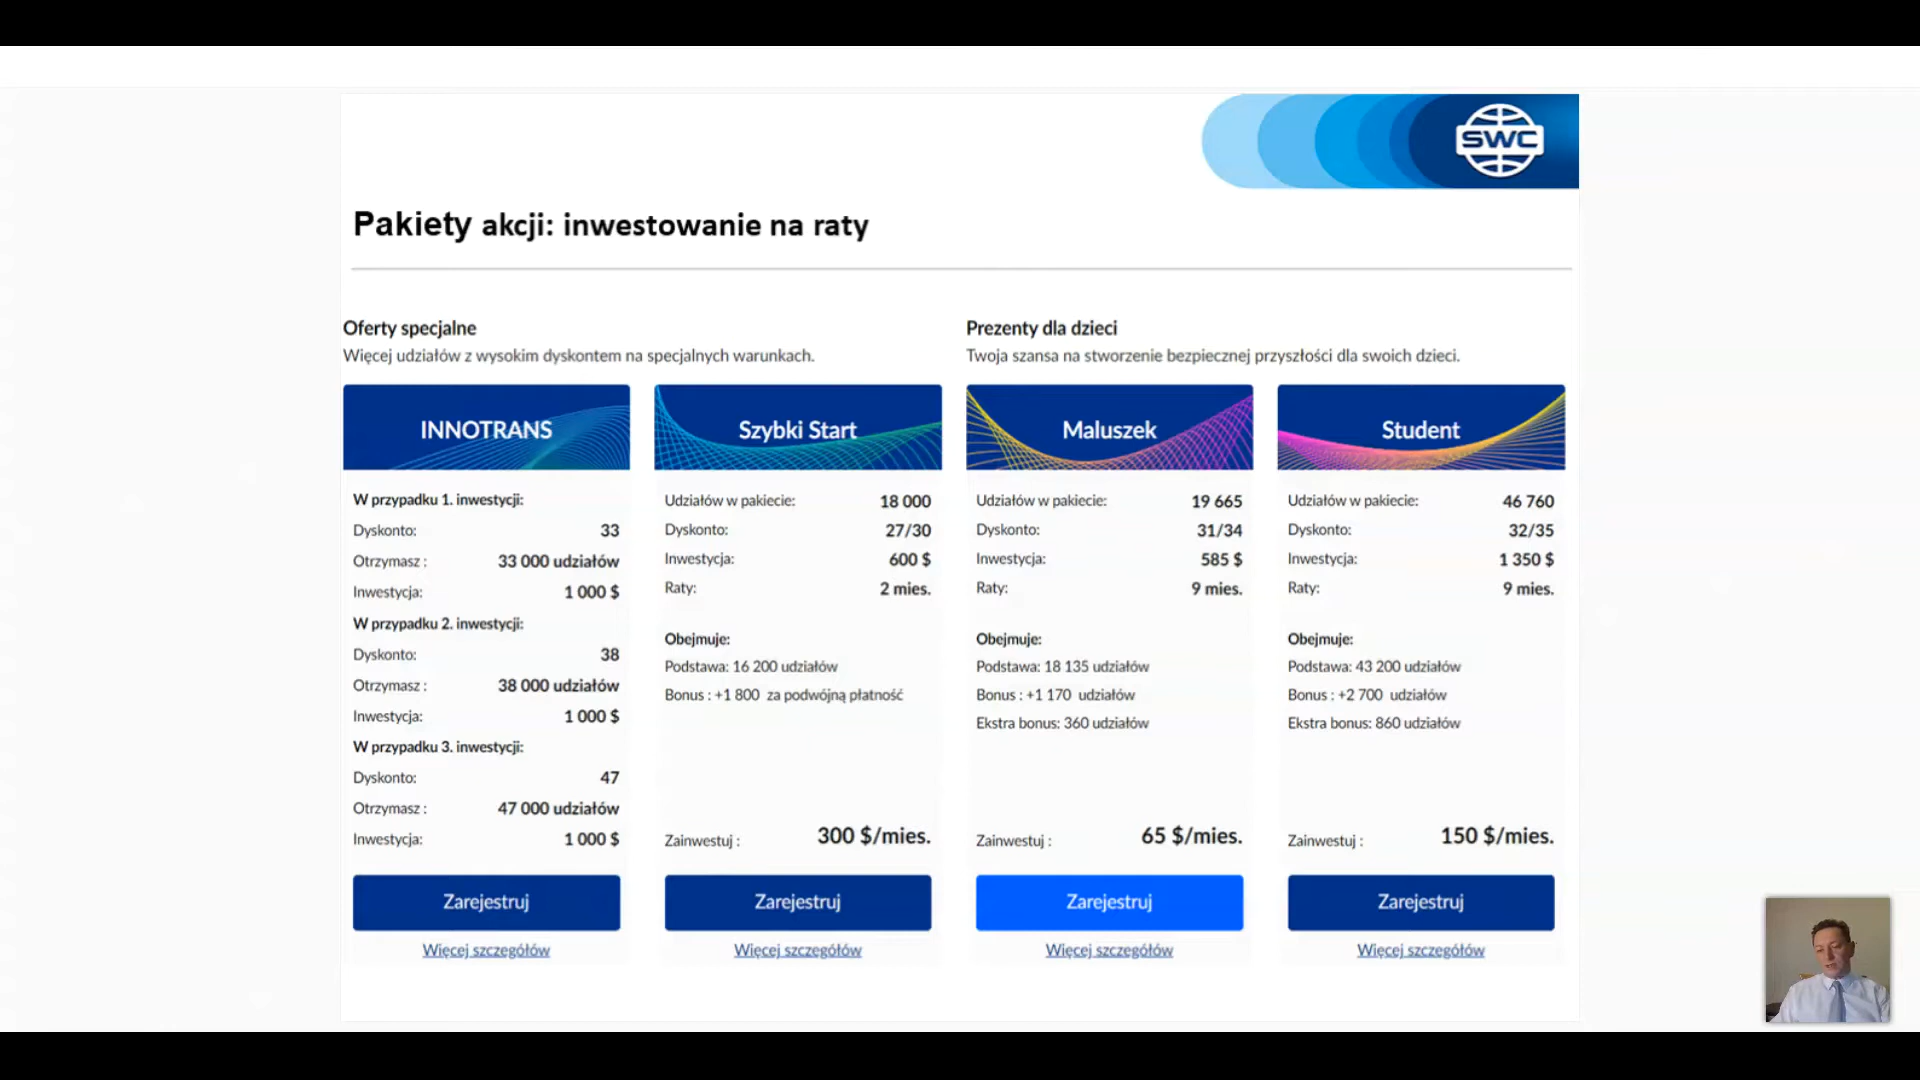 SWC
Pakiety akcji: inwestowanie na raty
Oferty specjalne
Więcej udziałów z wysokim dyskontem na specjalnych warunkach.
Prezenty dla dzieci
Twoja szansa na stworzenie bezpiecznej przyszłości dla swoich dzieci.
INNOTRANS
W przypadku 1. inwestycji:
Dyskonto: 33
Otrzymasz : 33 000 udziałów
Inwestycja: 1 000 $
W przypadku 2. inwestycji:
Dyskonto: 38
Otrzymasz : 38 000 udziałów
Inwestycja: 1 000 $
W przypadku 3. inwestycji:
Dyskonto: 47
Otrzymasz : 47 000 udziałów
Inwestycja: 1 000 $
Zarejestruj
Więcej szczegółów
Szybki Start
Udziałów w pakiecie: 18 000
Dyskonto: 27/30
Inwestycja: 600 $
Raty: 2 mies.
Obejmuje:
Podstawa: 16 200 udziałów
Bonus : +1 800 za podwójną płatność
Zainwestuj : 300 $/mies.
Zarejestruj
Więcej szczegółów
Maluszek
Udziałów w pakiecie: 19 665
Dyskonto: 31/34
Inwestycja: 585 $
Raty: 9 mies.
Obejmuje:
Podstawa: 18 135 udziałów
Bonus : +1 170 udziałów
Ekstra bonus: 360 udziałów
Zainwestuj : 65 $/mies.
Zarejestruj
Więcej szczegółów
Student
Udziałów w pakiecie: 46 760
Dyskonto: 32/35
Inwestycja: 1 350 $
Raty: 9 mies.
Obejmuje:
Podstawa: 43 200 udziałów
Bonus : +2 700 udziałów
Ekstra bonus: 860 udziałów
Zainwestuj : 150 $/mies.
Zarejestruj
Więcej szczegółów